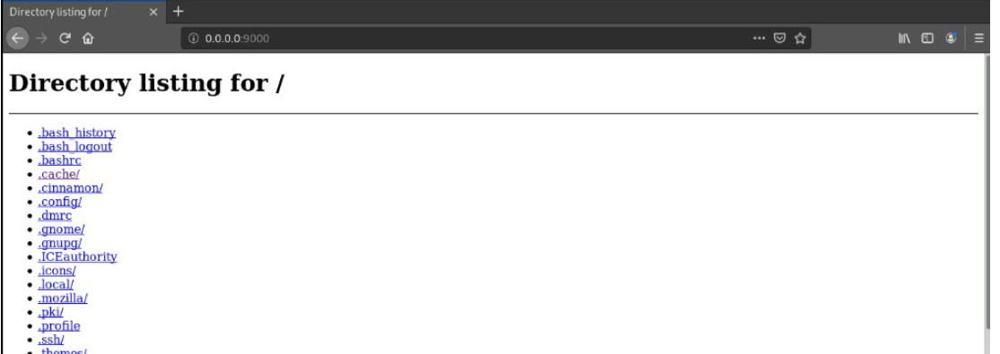 Directory listing for /
0.0.0.0:9000
Directory listing for /
.bash_history
.bash_logout
.bashrc
.cache/
.cinnamon/
.config/
.dmrc
.gnome/
.gnupg/
.ICEauthority
.icons/
.local/
.mozilla/
.pki/
.profile
.ssh/
.themes/